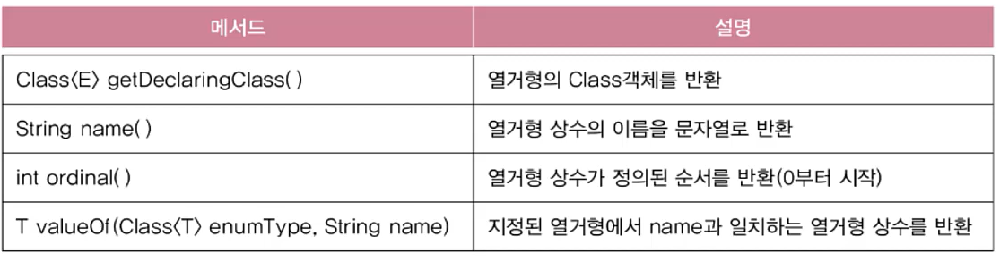 메서드 설명
Class〈E〉 getDeclaringClass( ) 열거형의 Class객체를 반환
String name( ) 열거형 상수의 이름을 문자열로 반환
int ordinal( ) 열거형 상수가 정의된 순서를 반환(0부터 시작)
T valueOf(Class〈T〉 enumType, String name) 지정된 열거형에서 name과 일치하는 열거형 상수를 반환